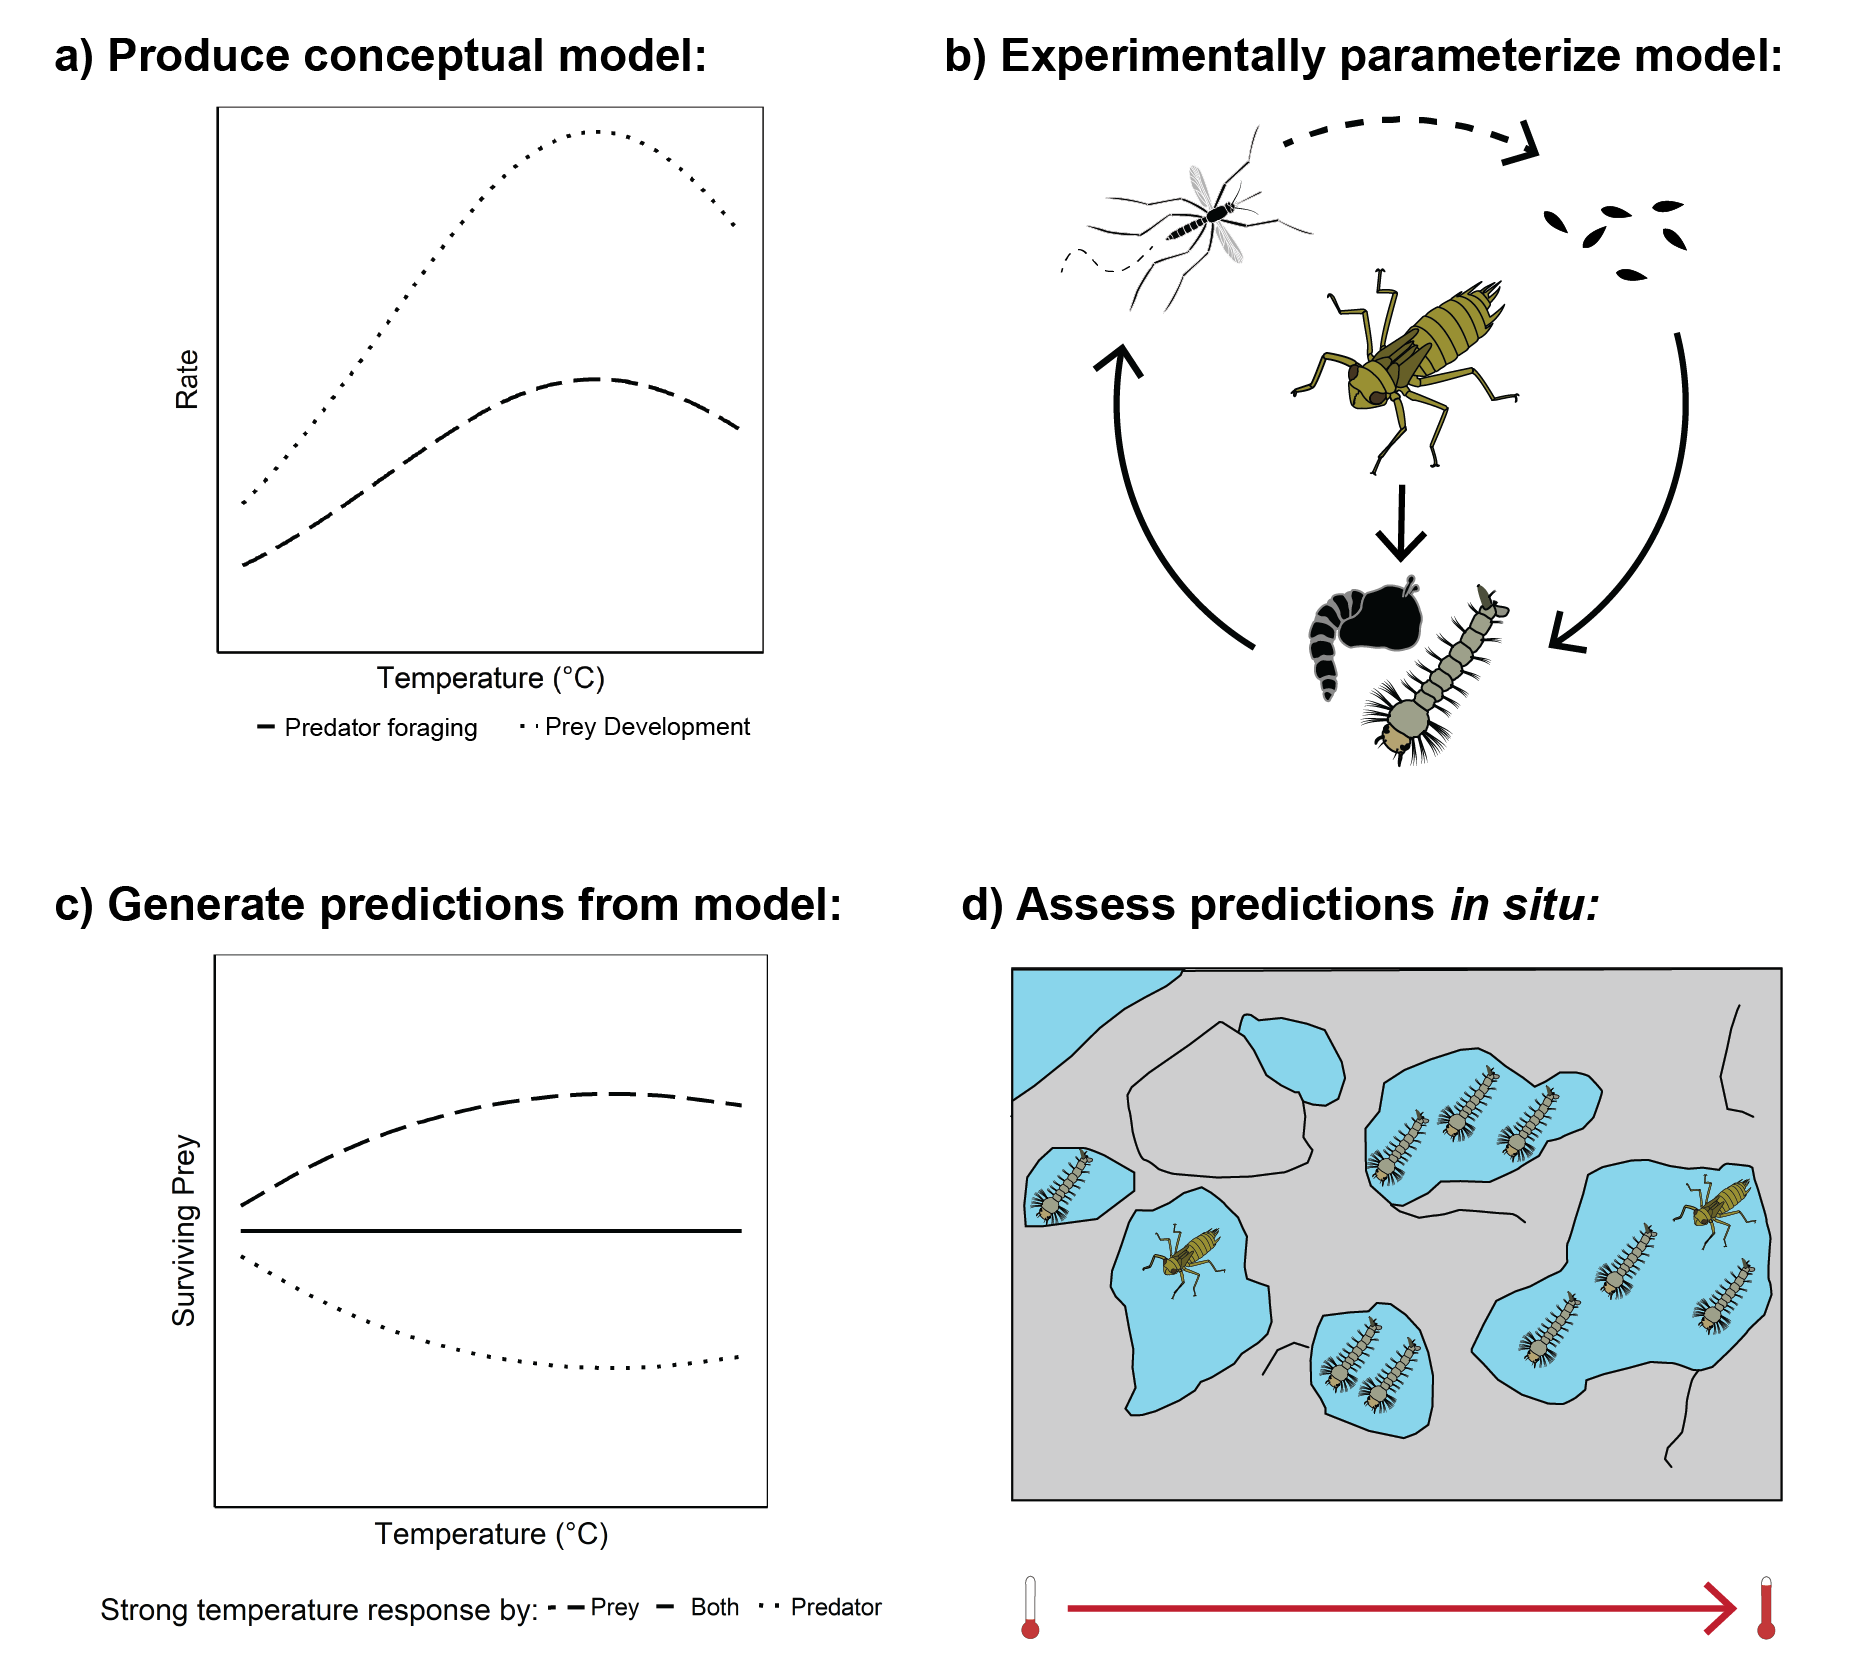 a) Produce conceptual model:
b) Experimentally parameterize model:
Rate
Temperature (°C)
Predator foraging
Prey Development
c) Generate predictions from model:
d) Assess predictions in situ:
Surviving Prey
Temperature (°C)
Strong temperature response by: Prey Both Predator